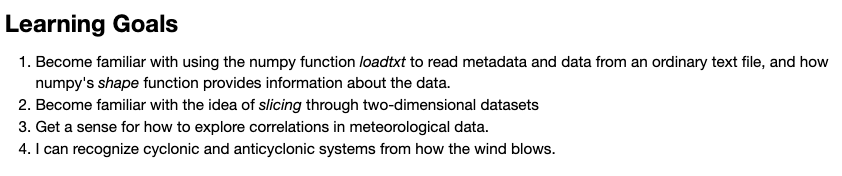 Learning Goals
1. Become familiar with using the numpy function loadtxt to read metadata and data from an ordinary text file, and how
numpy's shape function provides information about the data.
2. Become familiar with the idea of slicing through two-dimensional datasets
3. Get a sense for how to explore correlations in meteorological data.
4. I can recognize cyclonic and anticyclonic systems from how the wind blows.